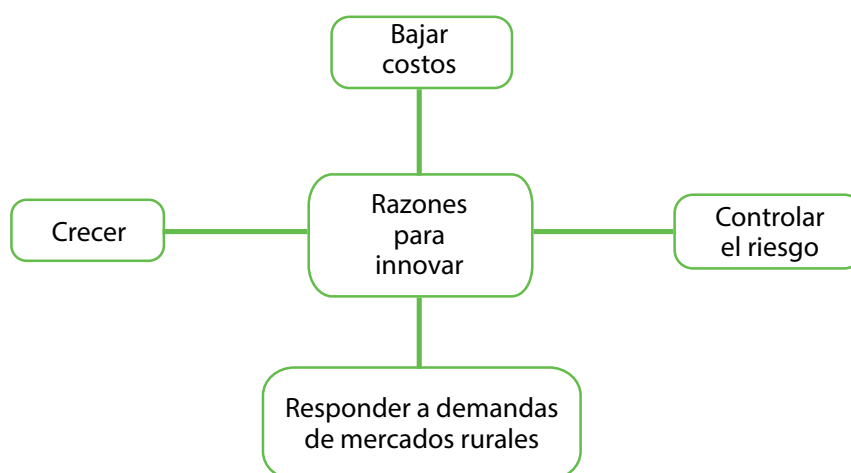 Bajar
costos
Crecer
Razones
para
innovar
Controlar
el riesgo
Responder a demandas
de mercados rurales